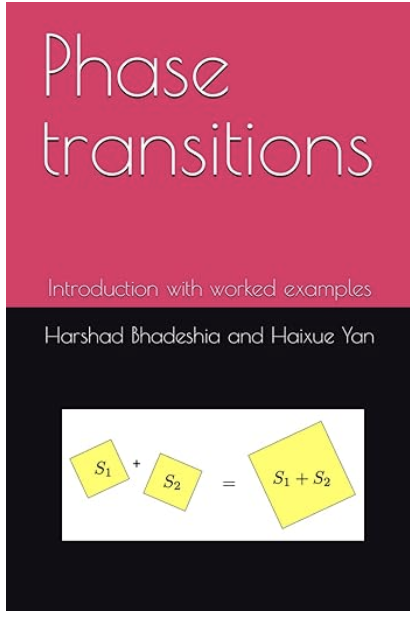 Phase
transitions
Introduction with worked examples
Harshad Bhadeshia and Haixue Yan
S₁ + S₂ = S₁ + S₂